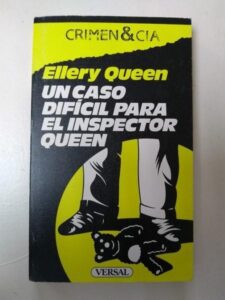 CRIMEN&CIA
Ellery Queen
UN CASO
DIFÍCIL PARA
EL INSPECTOR
QUEEN
VERSAL